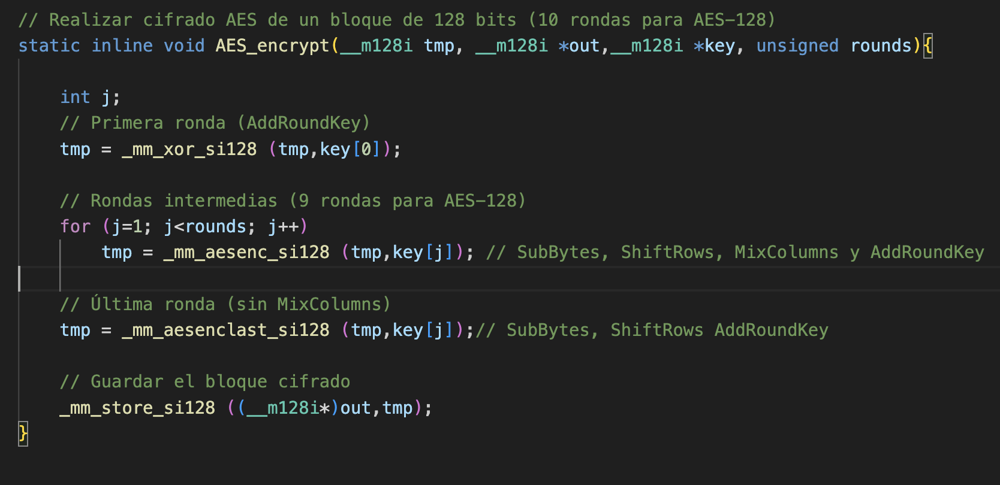 // Realizar cifrado AES de un bloque de 128 bits (10 rondas para AES-128)
static inline void AES_encrypt(__m128i tmp, __m128i *out,__m128i *key, unsigned rounds){
int j;
// Primera ronda (AddRoundKey)
tmp = _mm_xor_si128 (tmp,key[0]);
// Rondas intermedias (9 rondas para AES-128)
for (j=1; j<rounds; j++)
tmp = _mm_aesenc_si128 (tmp,key[j]); // SubBytes, ShiftRows, MixColumns y AddRoundKey
// Última ronda (sin MixColumns)
tmp = _mm_aesenclast_si128 (tmp,key[j]);// SubBytes, ShiftRows AddRoundKey
// Guardar el bloque cifrado
_mm_store_si128 ((__m128i*)out,tmp);
}